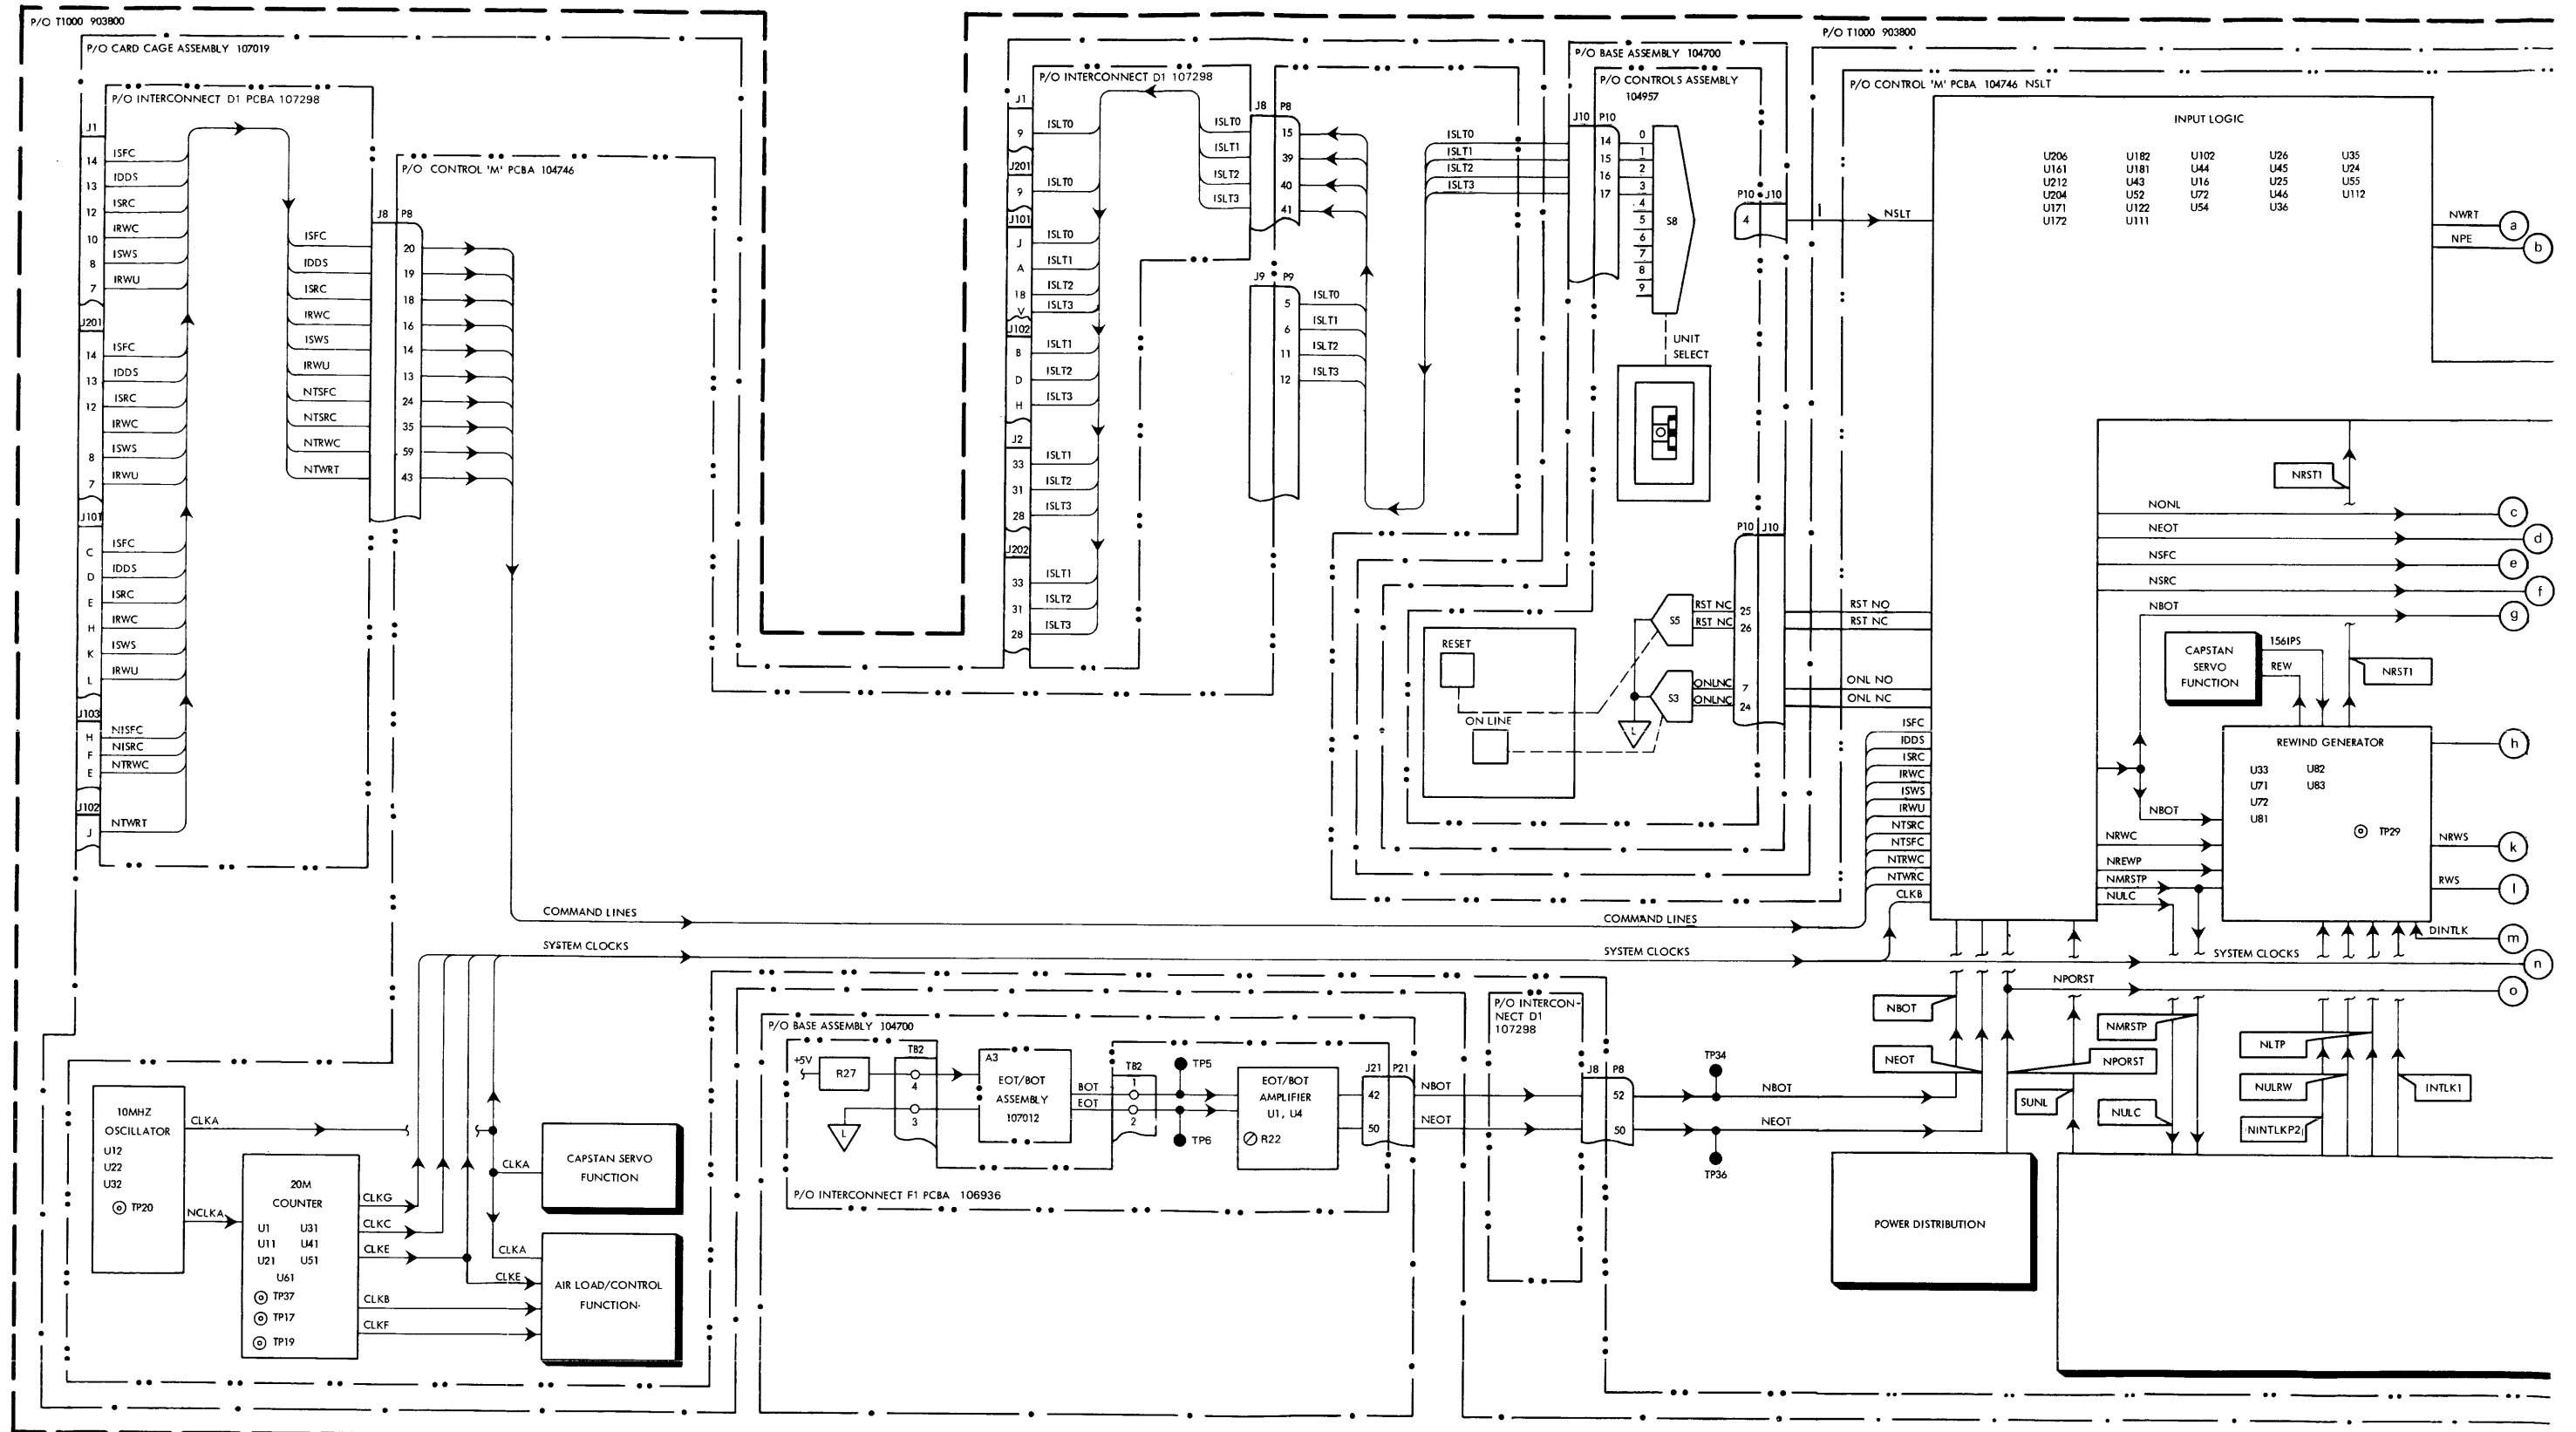 P/O T1000 903800
P/O CARD CAGE ASSEMBLY 107019
P/O INTERCONNECT D1 PCBA 107298
J1
14 ISFC
13 IDDS
12 ISRC
10 IRWC
8 ISWS
7 IRWU
J201
14 ISFC
13 IDDS
12 ISRC
IRWC
8 ISWS
7 IRWU
J101
C ISFC
D IDDS
E ISRC
H IRWC
K ISWS
L IRWU
J103
H NISFC
F NISRC
E NTRWC
J102
J NTWRT
P/O CONTROL 'M' PCBA 104746
J8 P8
ISFC 20
IDDS 19
ISRC 18
IRWC 16
ISWS 14
IRWU 13
NTSFC 24
NTSRC 35
NTRWC 59
NTWRT 43
COMMAND LINES
SYSTEM CLOCKS
10MHZ
OSCILLATOR
U12
U22
U32
TP20
CLKA
NCLKA
20M
COUNTER
U1 U31
U11 U41
U21 U51
U61
TP37
TP17
TP19
CLKG
CLKC
CLKE
CLKB
CLKF
CLKA
CAPSTAN SERVO
FUNCTION
CLKA
CLKE
AIR LOAD/CONTROL
FUNCTION
P/O INTERCONNECT D1 107298
J1
9 ISLT0
J201
9 ISLT0
J101
J ISLT0
A ISLT1
18 ISLT2
V ISLT3
J102
B ISLT1
D ISLT2
H ISLT3
J2
33 ISLT1
31 ISLT2
28 ISLT3
J202
33 ISLT1
31 ISLT2
28 ISLT3
J8 P8
ISLT0 15
ISLT1 39
ISLT2 40
ISLT3 41
J9 P9
5 ISLT0
6 ISLT1
11 ISLT2
12 ISLT3
P/O BASE ASSEMBLY 104700
P/O CONTROLS ASSEMBLY
104957
J10 P10
ISLT0 14
ISLT1 15
ISLT2 16
ISLT3 17
0
1
2
3
4
5
6
7
8
9
S8
UNIT
SELECT
P10 J10
4
P10 J10
RESET
S5
RST NC 25 RST NO
RST NC 26 RST NC
ON LINE
S3
ONLNC 7 ONL NO
ONLNC 24 ONL NC
L
P/O T1000 903800
P/O CONTROL 'M' PCBA 104746 NSLT
NSLT
INPUT LOGIC
U206 U182 U102 U26 U35
U161 U181 U44 U45 U24
U212 U43 U16 U25 U55
U204 U52 U72 U46 U112
U171 U122 U54 U36
U172 U111
NWRT a
NPE b
NRST1
NONL c
NEOT d
NSFC e
NSRC f
NBOT g
CAPSTAN
SERVO
FUNCTION
156IPS
REW
NRST1
REWIND GENERATOR
U33 U82
U71 U83
U72
U81
TP29
h
NRWS k
RWS l
DINTLK m
n
o
NBOT
NRWC
NREWP
NMRSTP
NULC
ISFC
IDDS
ISRC
IRWC
ISWS
IRWU
NTSRC
NTSFC
NTRWC
NTWRC
CLKB
COMMAND LINES
SYSTEM CLOCKS
SYSTEM CLOCKS
NPORST
NBOT
NEOT
NPORST
SUNL
NMRSTP
NULC
NLTP
NULRW
NINTLKP2
INTLK1
P/O BASE ASSEMBLY 104700
+5V
R27
TB2
4
3
L
A3
EOT/BOT
ASSEMBLY
107012
BOT
EOT
TB2
1
2
TP5
TP6
EOT/BOT
AMPLIFIER
U1, U4
R22
J21 P21
42 NBOT
50 NEOT
P/O INTERCONNECT F1 PCBA 106936
P/O INTERCON-
NECT D1
107298
J8 P8
52
50
TP34
NBOT
NEOT
TP36
POWER DISTRIBUTION